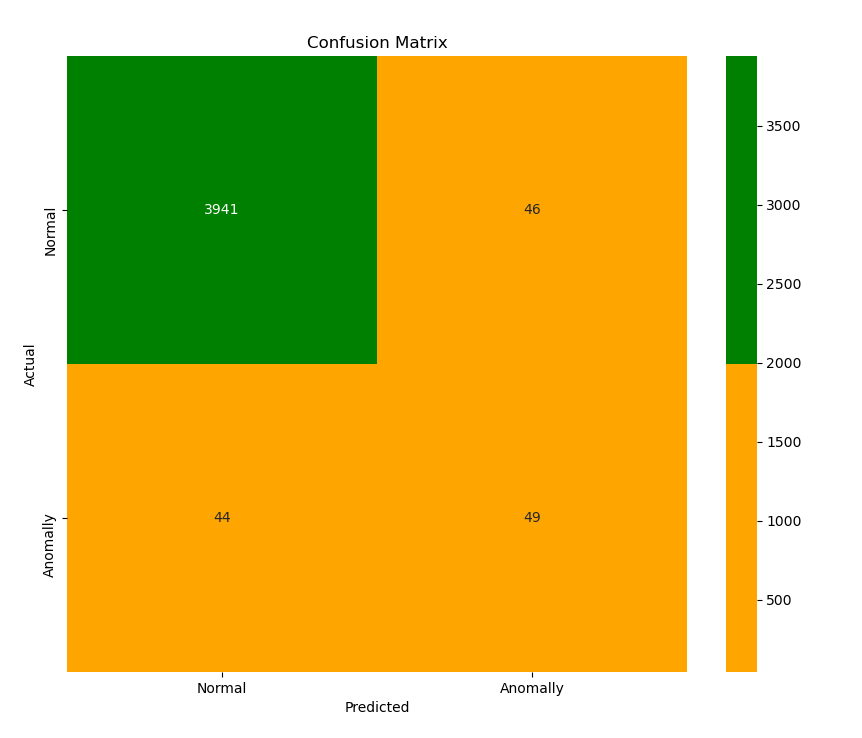 Confusion Matrix
3941
46
44
49
Normal
Anomally
Actual
Normal
Anomally
Predicted
3500
3000
2500
2000
1500
1000
500